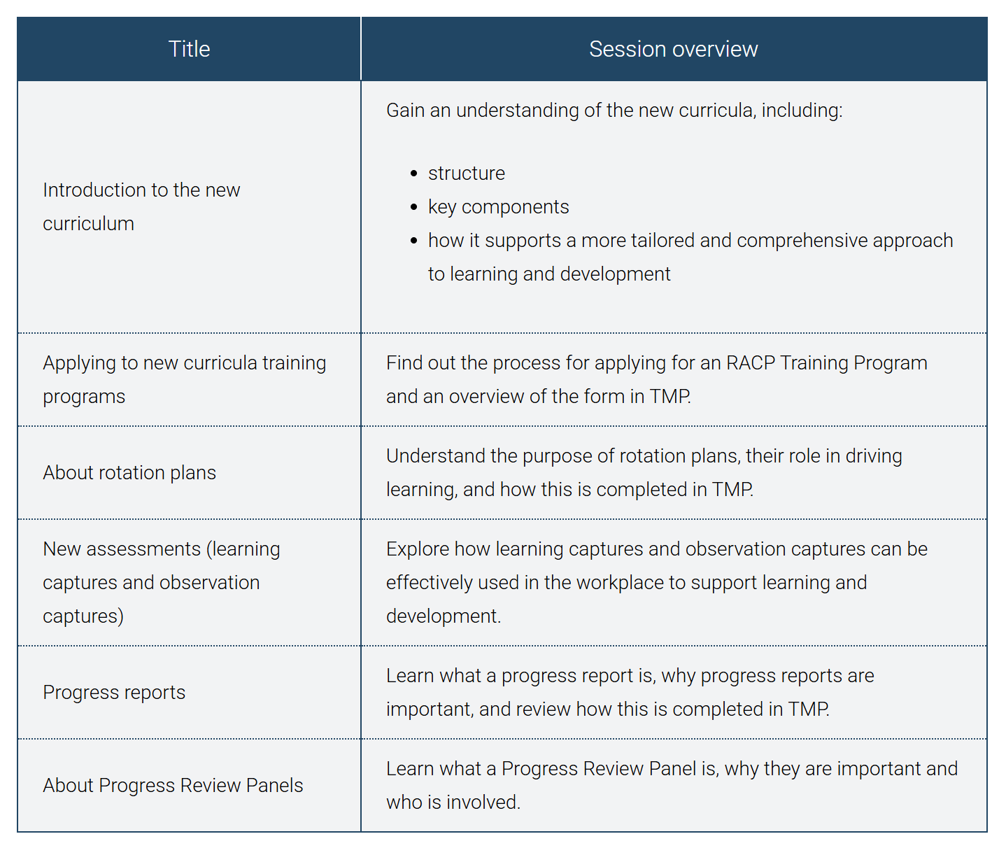 Title
Session overview
Introduction to the new
curriculum
Gain an understanding of the new curricula, including:
• structure
• key components
• how it supports a more tailored and comprehensive approach
to learning and development
Applying to new curricula training
programs
Find out the process for applying for an RACP Training Program
and an overview of the form in TMP.
About rotation plans
Understand the purpose of rotation plans, their role in driving
learning, and how this is completed in TMP.
New assessments (learning
captures and observation
captures)
Explore how learning captures and observation captures can be
effectively used in the workplace to support learning and
development.
Progress reports
Learn what a progress report is, why progress reports are
important, and review how this is completed in TMP.
About Progress Review Panels
Learn what a Progress Review Panel is, why they are important and
who is involved.